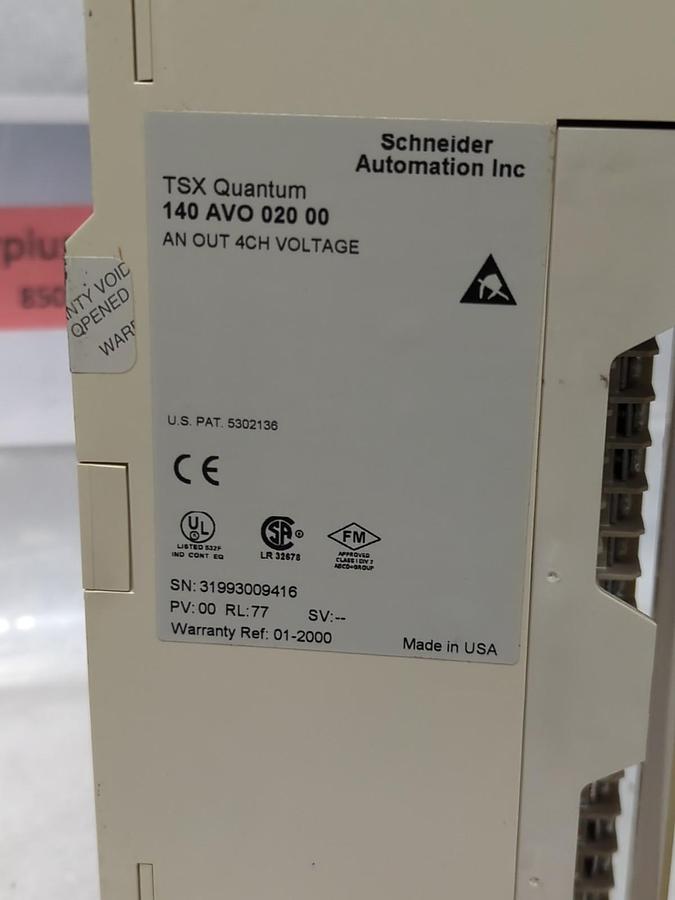 Schneider
Automation Inc
TSX Quantum
140 AVO 020 00
AN OUT 4CH VOLTAGE
VOID
OPENED
U.S. PAT. 5302136
CE
UL
LISTED 532F
IND CONT EQ
SA
LR 32678
FM
APPROVED
SN: 31993009416
PV:00 RL:77 SV:--
Warranty Ref: 01-2000
Made in USA